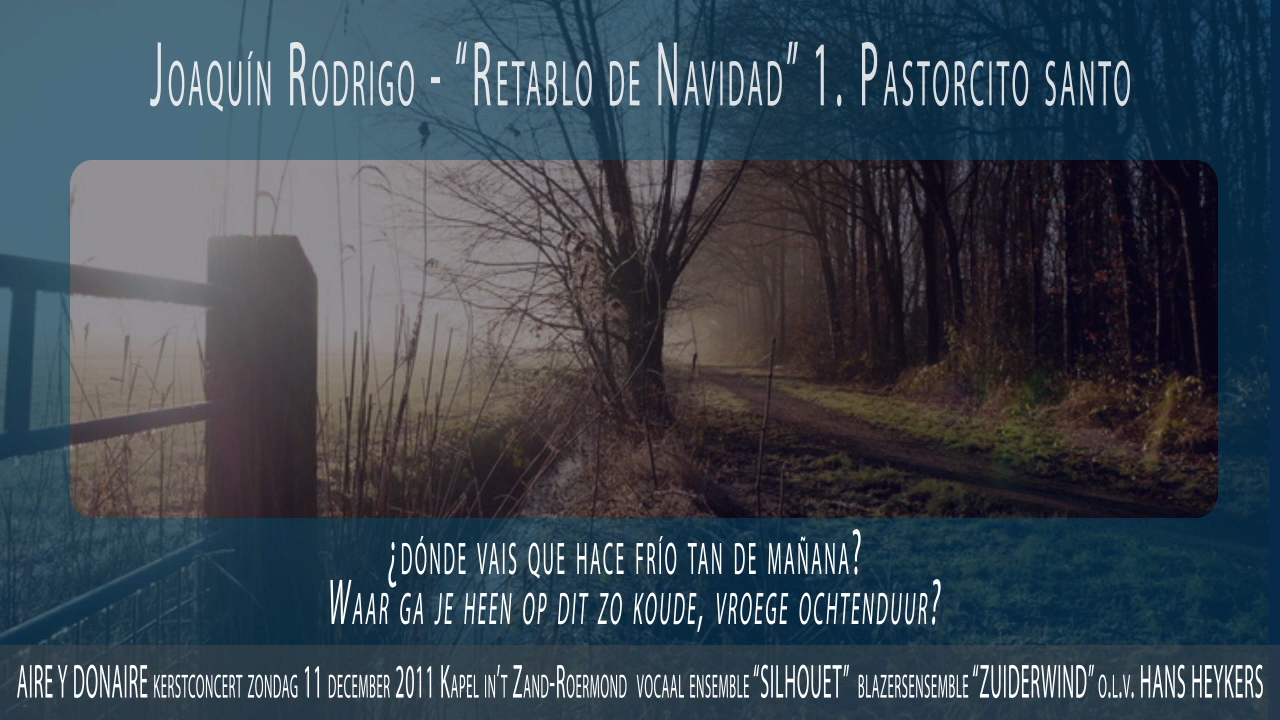 Joaquín Rodrigo - “Retablo de Navidad” 1. Pastorcito santo
¿dónde vais que hace frío tan de mañana?
Waar ga je heen op dit zo koude, vroege ochtenduur?
AIRE Y DONAIRE kerstconcert zondag 11 december 2011 Kapel in’t Zand-Roermond vocaal ensemble “SILHOUET” blazersensemble “ZUIDERWIND” o.l.v. HANS HEYKERS